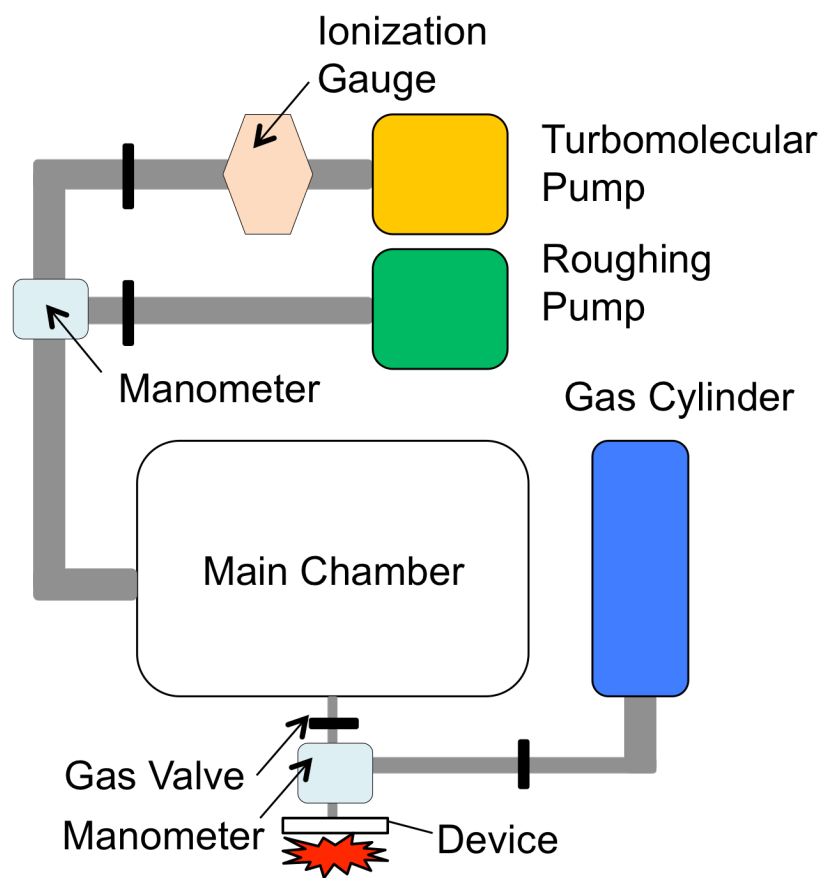 Ionization
Gauge
Turbomolecular
Pump
Roughing
Pump
Manometer
Gas Cylinder
Main Chamber
Gas Valve
Manometer
Device